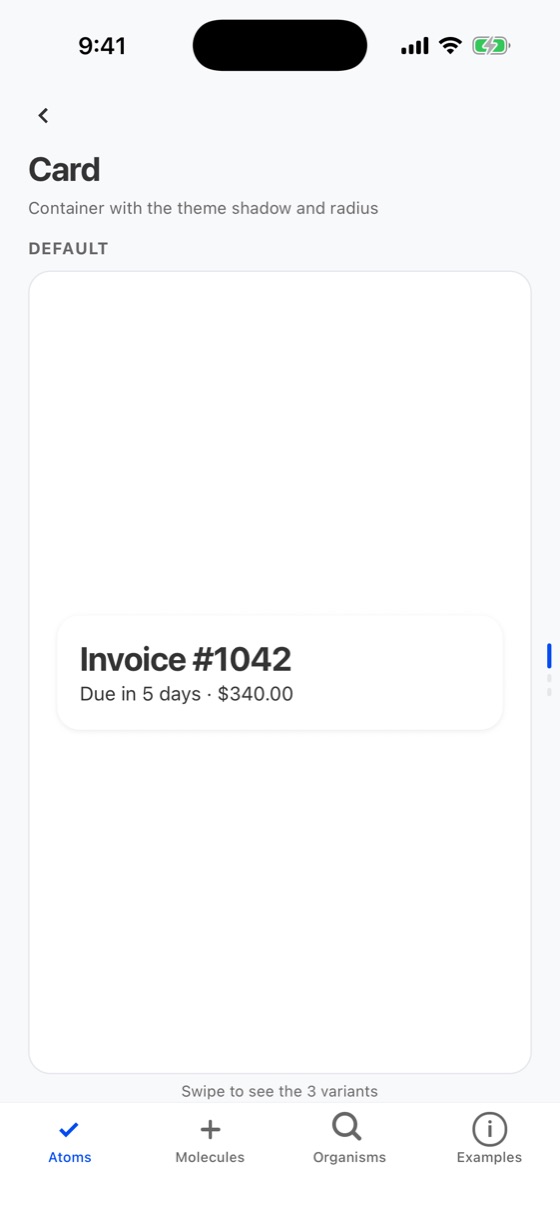 9:41
Card
Container with the theme shadow and radius
DEFAULT
Invoice #1042
Due in 5 days · $340.00
Swipe to see the 3 variants
Atoms
Molecules
Organisms
Examples